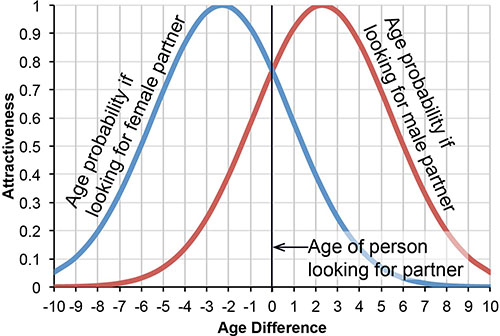 1
0.9
0.8
0.7
0.6
0.5
0.4
0.3
0.2
0.1
0
Attractiveness
Age probability if
looking for female partner
Age probability if
looking for male partner
Age of person
looking for partner
-10 -9 -8 -7 -6 -5 -4 -3 -2 -1 0 1 2 3 4 5 6 7 8 9 10
Age Difference